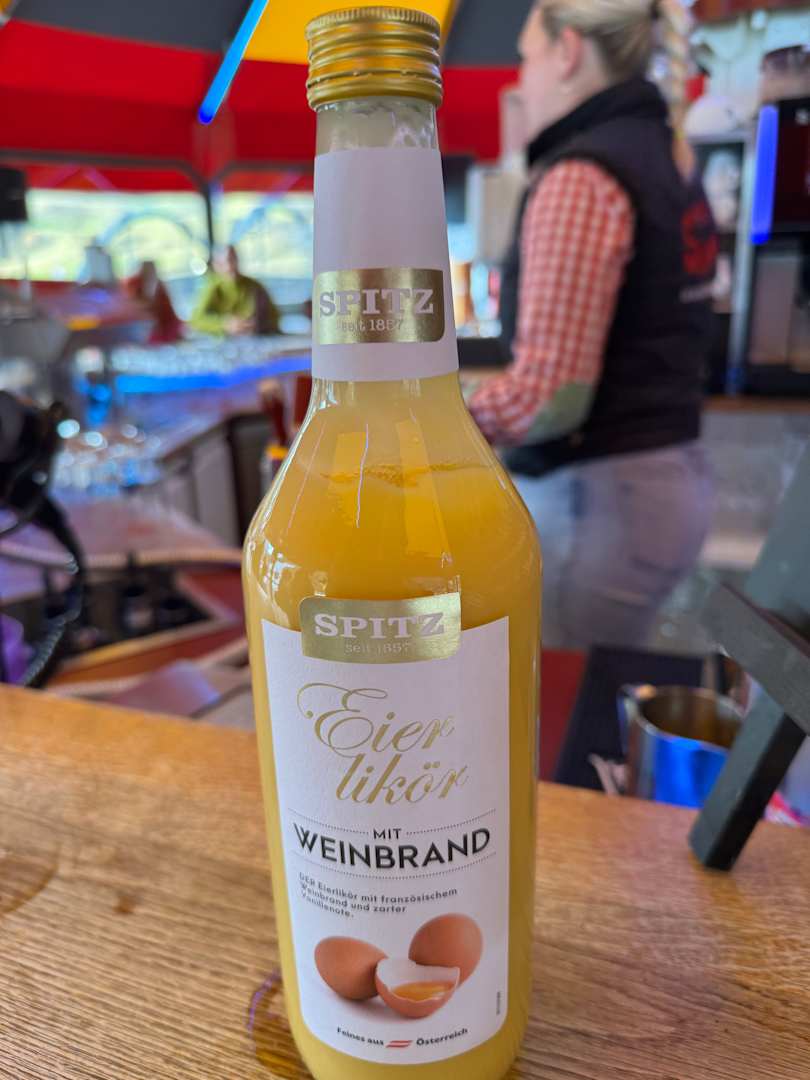 SPITZ
seit 1857
SPITZ
seit 1857
Eier
likör
MIT
WEINBRAND
DER Eierlikör mit französischem
Weinbrand und zarter
Vanillenote.
Feines aus Österreich